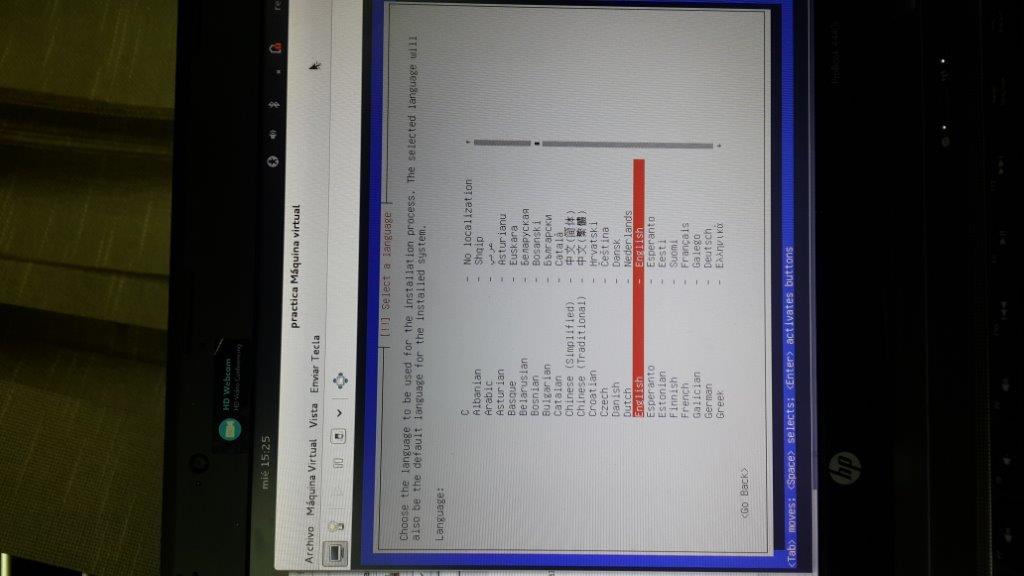 HD Webcam
HD Video Conferencing
mié 15:25
practica Máquina virtual
Archivo Máquina Virtual Vista Enviar Tecla
[!!] Select a language
Choose the language to be used for the installation process. The selected language will
also be the default language for the installed system.
Language:
C - No localization
Albanian - Shqip
Arabic - عربي
Asturian - Asturianu
Basque - Euskara
Belarusian - Беларуская
Bosnian - Bosanski
Bulgarian - Български
Catalan - Català
Chinese (Simplified) - 中文(简体)
Chinese (Traditional) - 中文(繁體)
Croatian - Hrvatski
Czech - Čeština
Danish - Dansk
Dutch - Nederlands
English - English
Esperanto - Esperanto
Estonian - Eesti
Finnish - Suomi
French - Français
Galician - Galego
German - Deutsch
Greek - Ελληνικά
<Go Back>
<Tab> moves; <Space> selects; <Enter> activates buttons
hp